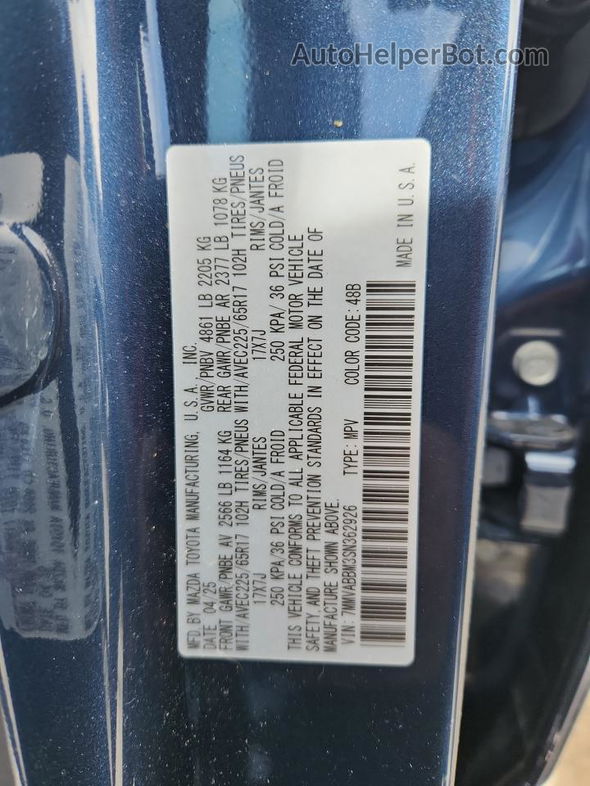 AutoHelperBot.com
MFD.BY MAZDA TOYOTA MANUFACTURING, U.S.A., INC.
DATE 04/25 GVWR/PNBV 4861 LB 2205 KG
FRONT GAWR/PNBE AV 2566 LB 1164 KG REAR GAWR/PNBE AR 2377 LB 1078 KG
WITH/AVEC225/65R17 102H TIRES/PNEUS WITH/AVEC225/65R17 102H TIRES/PNEUS
17X7J RIMS/JANTES 17X7J RIMS/JANTES
250 KPA/36 PSI COLD/A FROID 250 KPA/36 PSI COLD/A FROID
THIS VEHICLE CONFORMS TO ALL APPLICABLE FEDERAL MOTOR VEHICLE
SAFETY AND THEFT PREVENTION STANDARDS IN EFFECT ON THE DATE OF
MANUFACTURE SHOWN ABOVE.
VIN: 7MMVABBM3SN362926 TYPE: MPV COLOR CODE: 48B
MADE IN U.S.A.